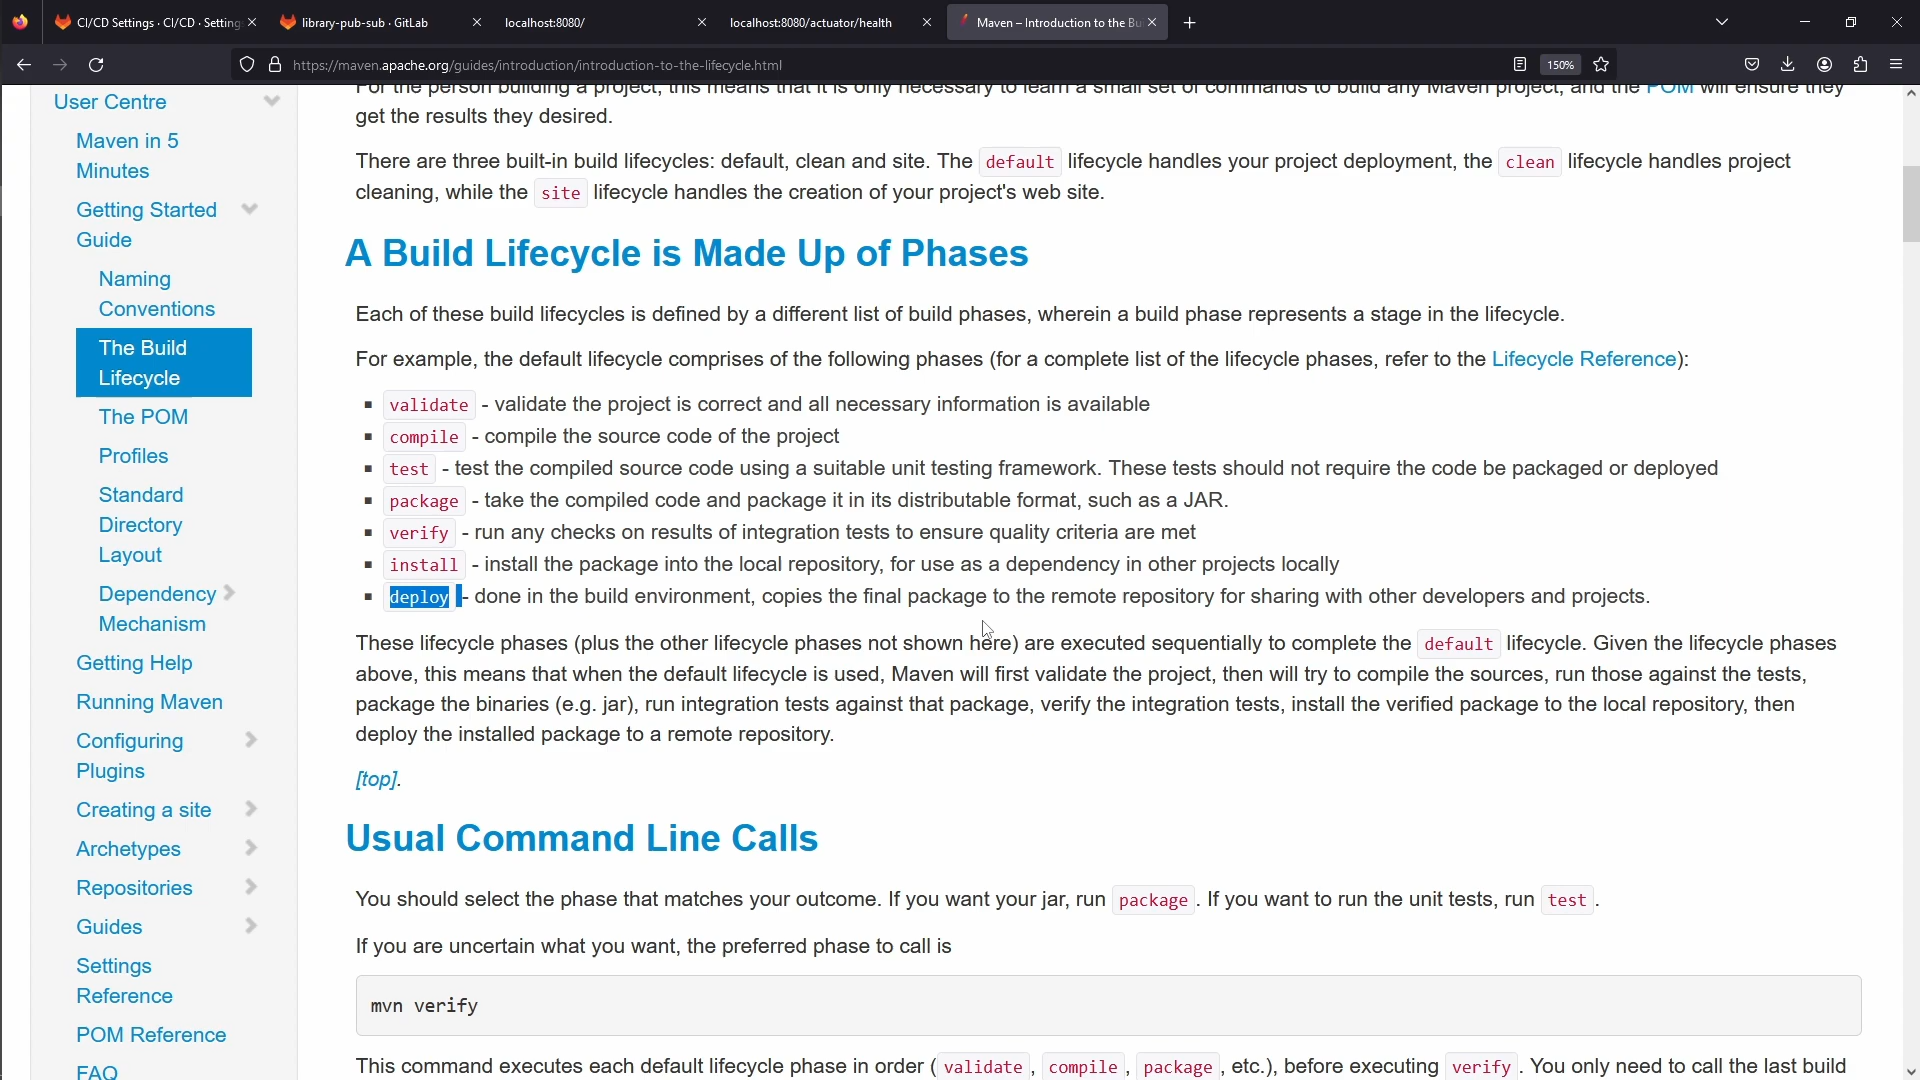 CI/CD Settings · CI/CD · Setting
library-pub-sub · GitLab
localhost:8080/
localhost:8080/actuator/health
Maven – Introduction to the Bu
https://maven.apache.org/guides/introduction/introduction-to-the-lifecycle.html
150%
User Centre
Maven in 5
Minutes
Getting Started
Guide
Naming
Conventions
The Build
Lifecycle
The POM
Profiles
Standard
Directory
Layout
Dependency
Mechanism
Getting Help
Running Maven
Configuring
Plugins
Creating a site
Archetypes
Repositories
Guides
Settings
Reference
POM Reference
FAQ
For the person building a project, this means that it is only necessary to learn a small set of commands to build any Maven project, and the POM will ensure they
get the results they desired.
There are three built-in build lifecycles: default, clean and site. The default lifecycle handles your project deployment, the clean lifecycle handles project
cleaning, while the site lifecycle handles the creation of your project's web site.
A Build Lifecycle is Made Up of Phases
Each of these build lifecycles is defined by a different list of build phases, wherein a build phase represents a stage in the lifecycle.
For example, the default lifecycle comprises of the following phases (for a complete list of the lifecycle phases, refer to the Lifecycle Reference):
validate - validate the project is correct and all necessary information is available
compile - compile the source code of the project
test - test the compiled source code using a suitable unit testing framework. These tests should not require the code be packaged or deployed
package - take the compiled code and package it in its distributable format, such as a JAR.
verify - run any checks on results of integration tests to ensure quality criteria are met
install - install the package into the local repository, for use as a dependency in other projects locally
deploy - done in the build environment, copies the final package to the remote repository for sharing with other developers and projects.
These lifecycle phases (plus the other lifecycle phases not shown here) are executed sequentially to complete the default lifecycle. Given the lifecycle phases
above, this means that when the default lifecycle is used, Maven will first validate the project, then will try to compile the sources, run those against the tests,
package the binaries (e.g. jar), run integration tests against that package, verify the integration tests, install the verified package to the local repository, then
deploy the installed package to a remote repository.
[top].
Usual Command Line Calls
You should select the phase that matches your outcome. If you want your jar, run package. If you want to run the unit tests, run test.
If you are uncertain what you want, the preferred phase to call is
mvn verify
This command executes each default lifecycle phase in order (validate, compile, package, etc.), before executing verify. You only need to call the last build